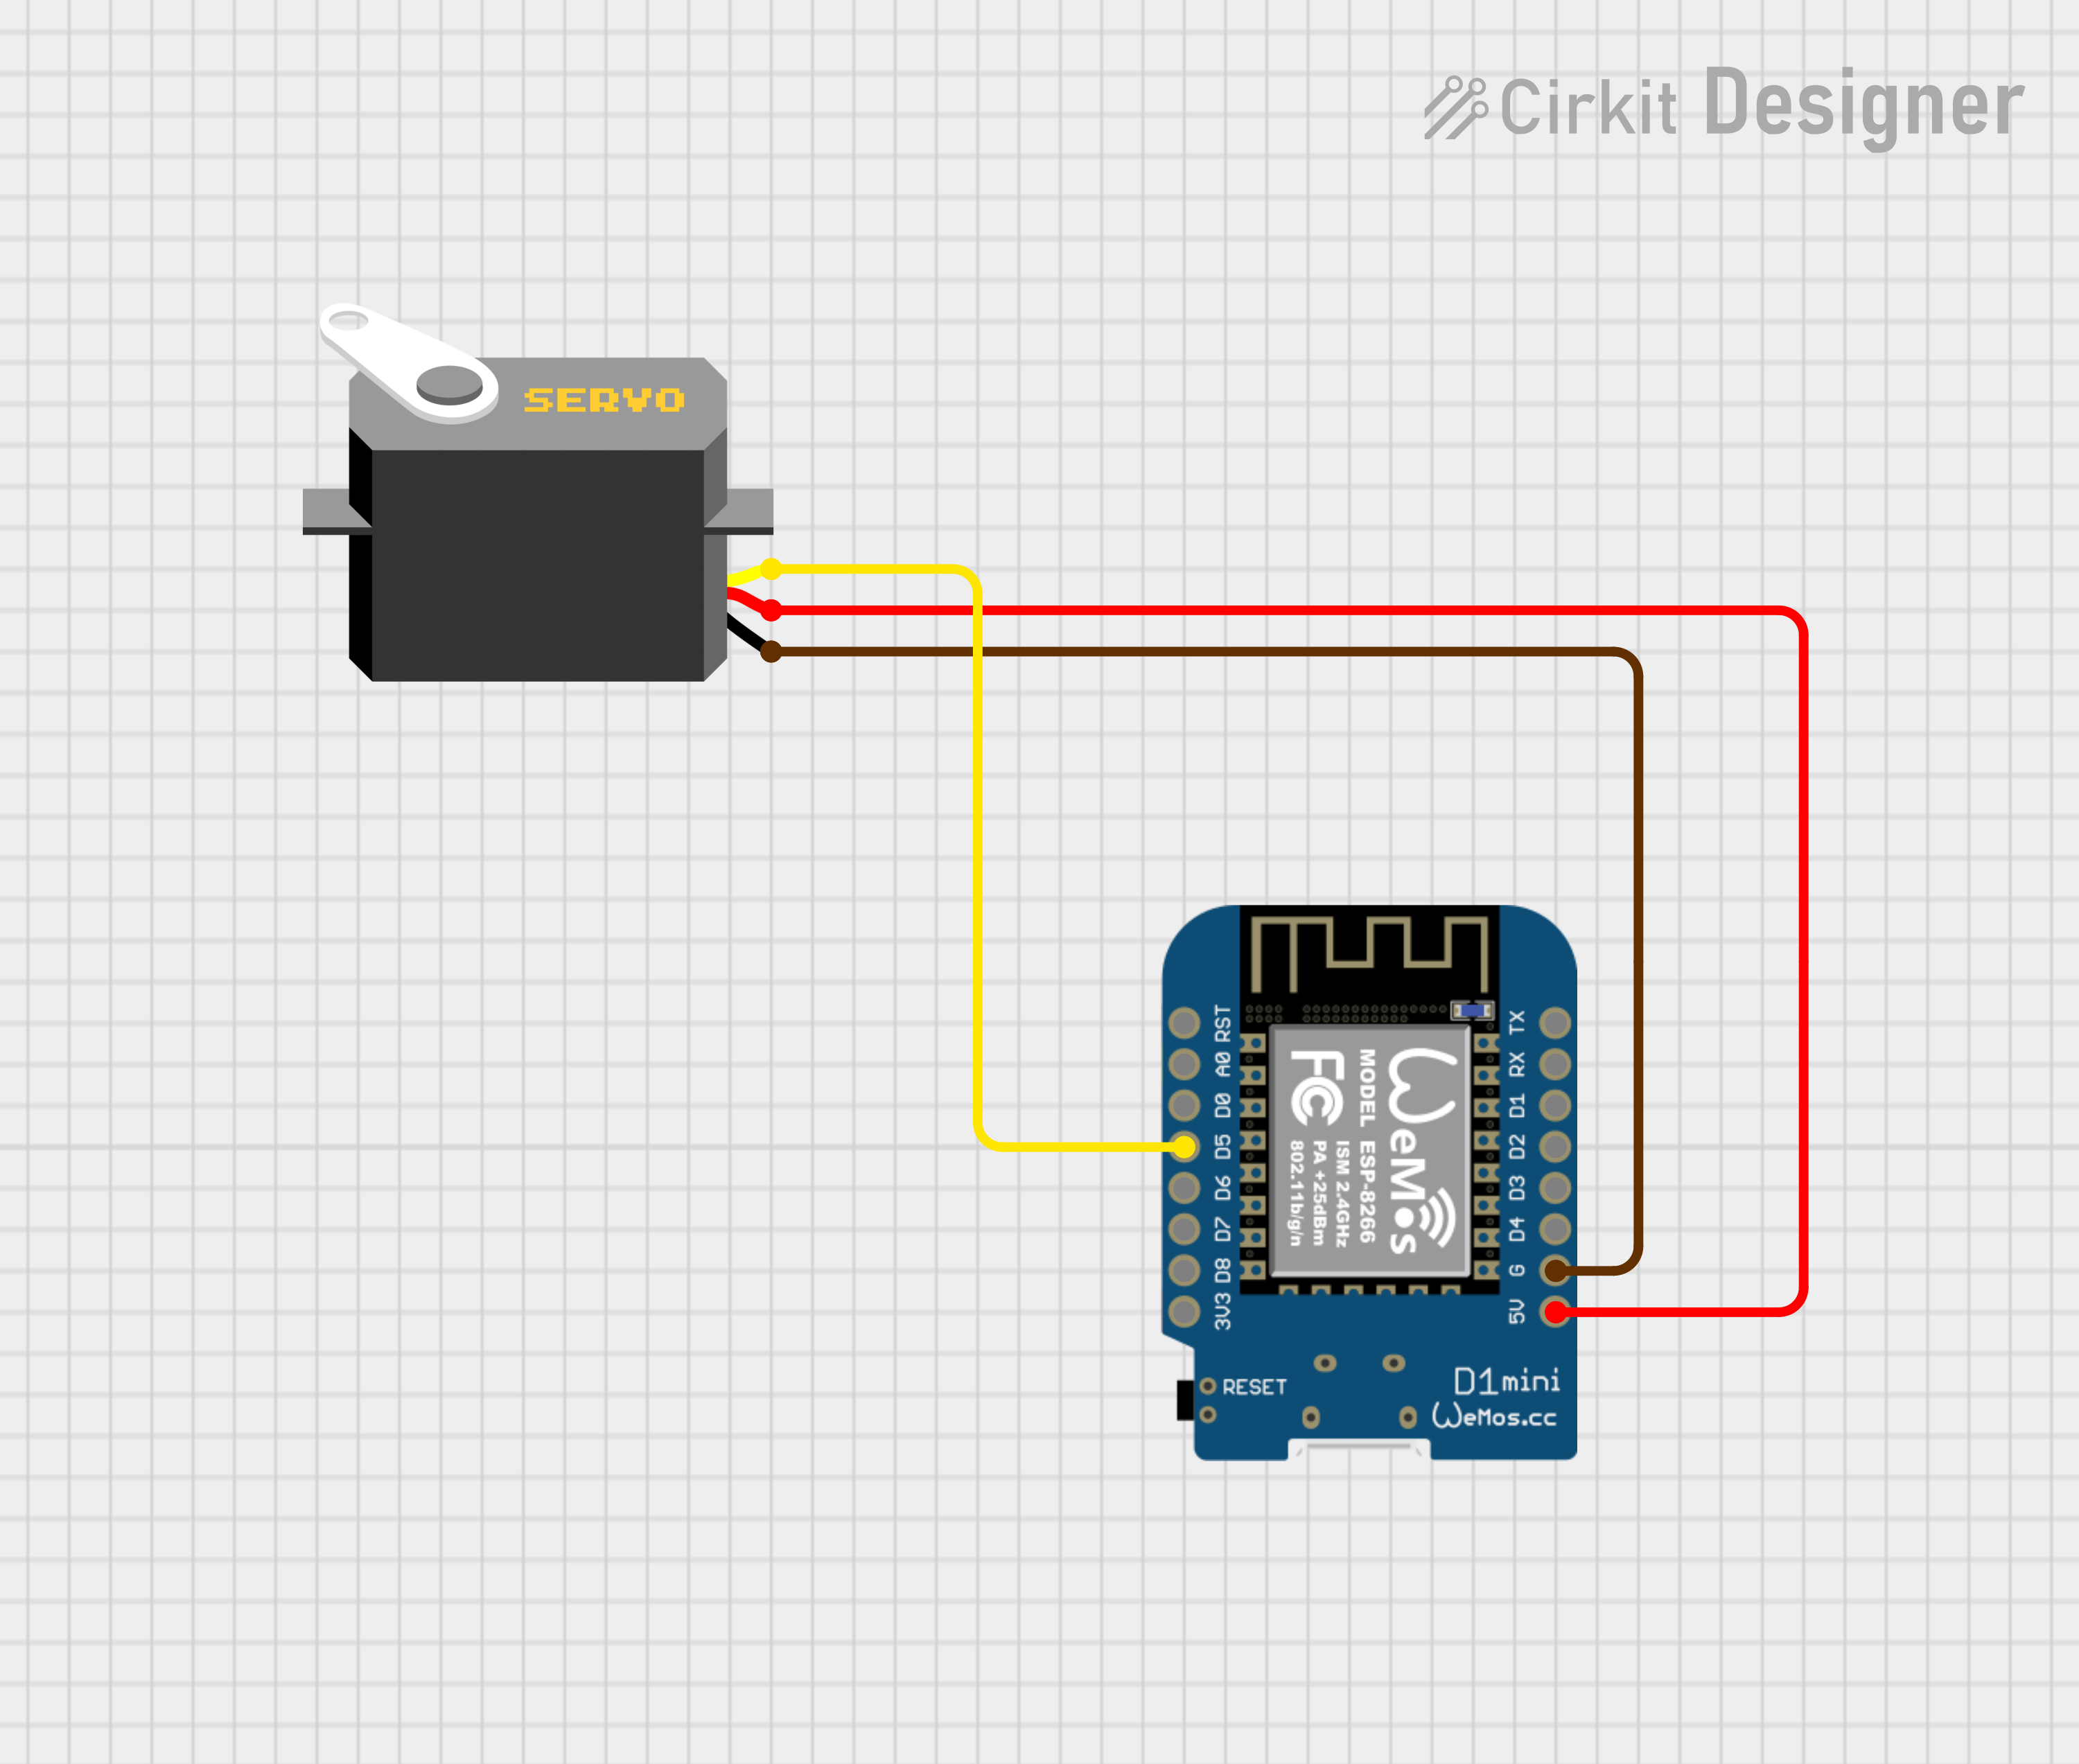 Cirkit Designer
SERVO
RST
A0
D0
D5
D6
D7
D8
3V3
TX
RX
D1
D2
D3
D4
G
5V
WeMos
MODEL ESP-8266
ISM 2.4GHz
PA +25dBm
802.11b/g/n
FC
RESET
D1mini
WeMos.cc